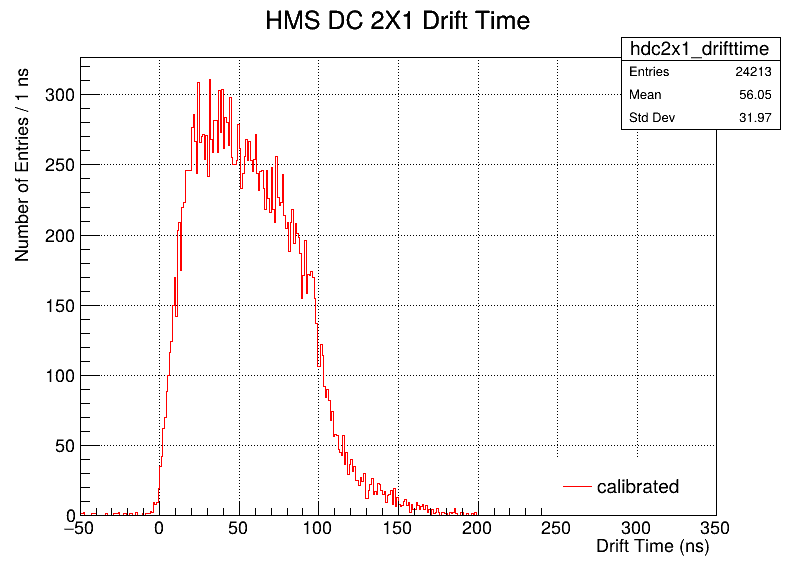 HMS DC 2X1 Drift Time
hdc2x1_drifttime
Entries 24213
Mean 56.05
Std Dev 31.97
Number of Entries / 1 ns
300
250
200
150
100
50
0
−50 0 50 100 150 200 250 300 350
calibrated
Drift Time (ns)